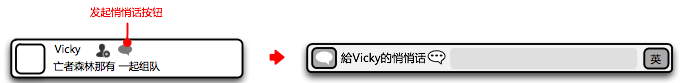 发起悄悄话按钮
Vicky
亡者森林那有 一起组队
給Vicky的悄悄话
英